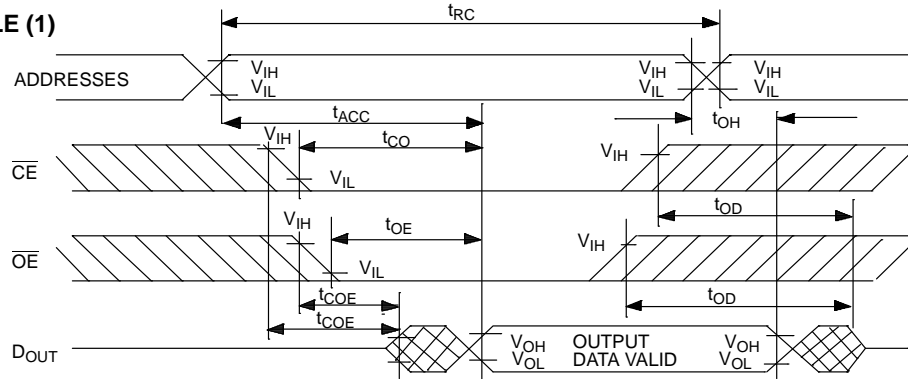 LE (1)
tRC
ADDRESSES
VIH
VIL
VIH
VIL
VIH
VIL
tACC
tOH
CE
VIH
tCO
VIL
VIH
tOD
OE
VIH
tOE
VIL
VIH
tCOE
tOD
tCOE
DOUT
VOH
VOL
OUTPUT
DATA VALID
VOH
VOL